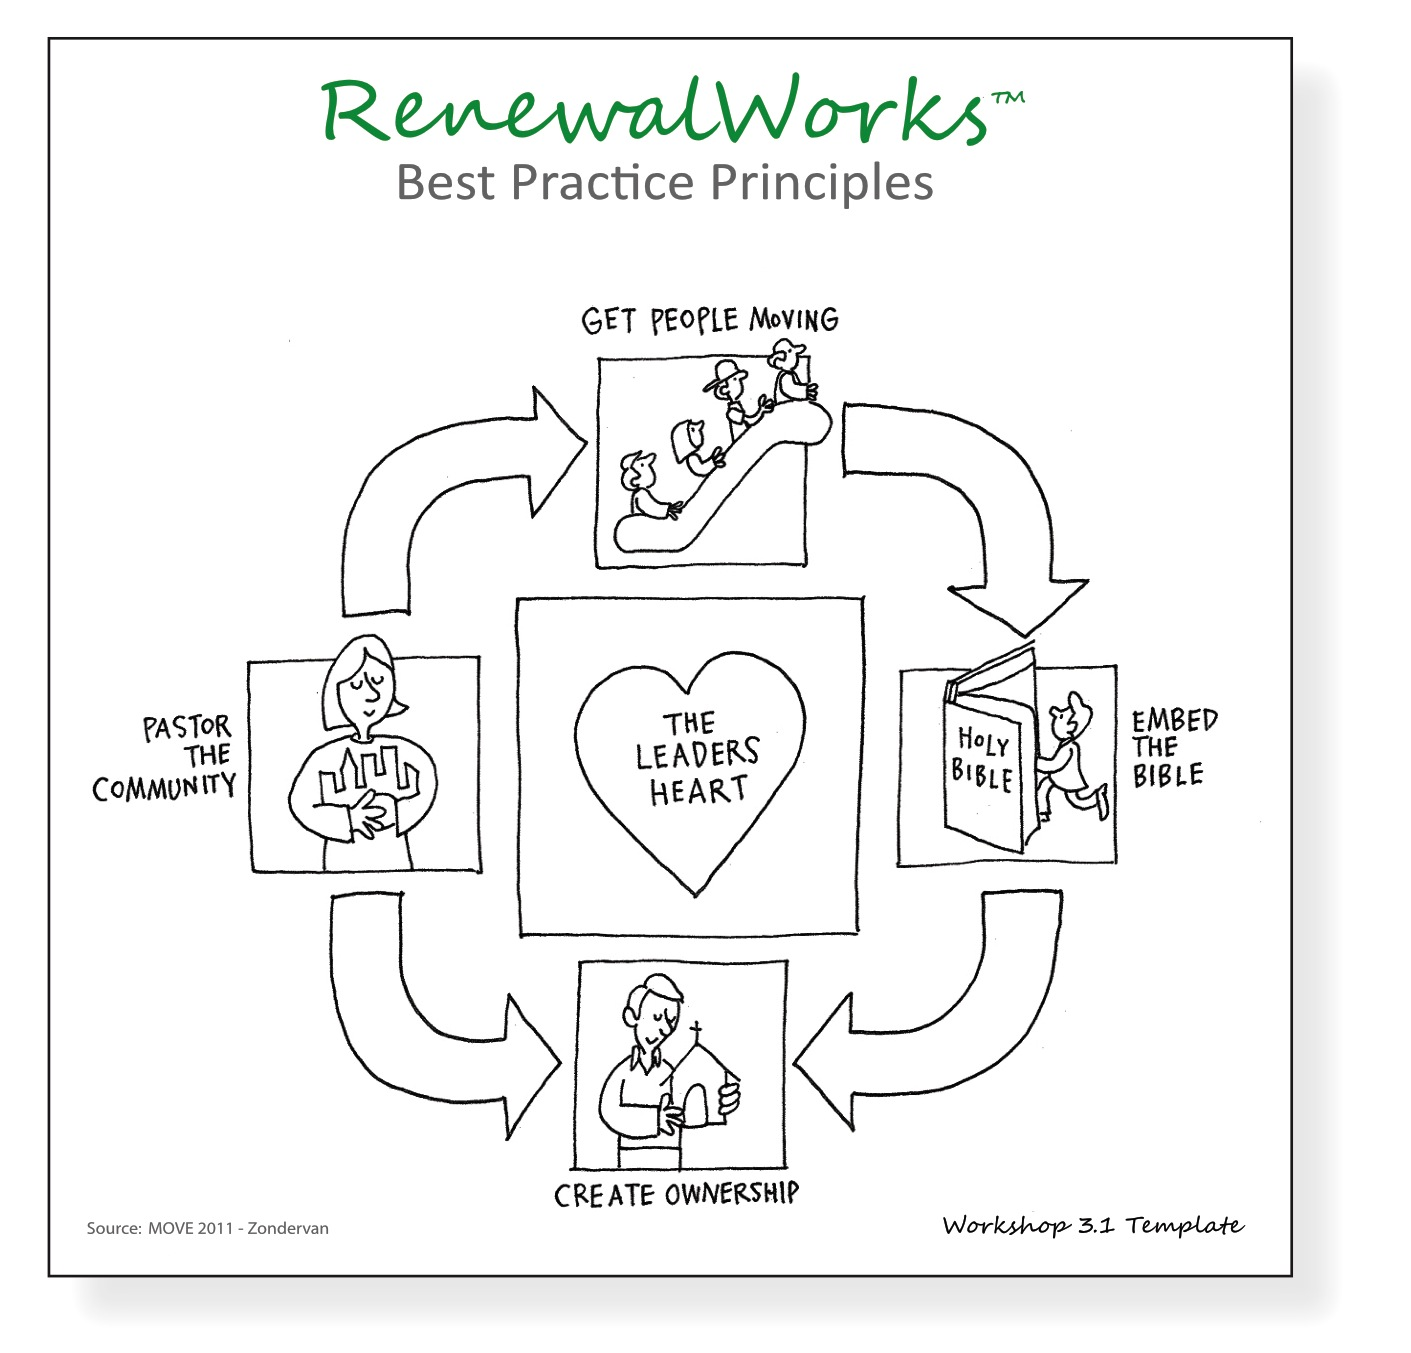 RenewalWorks™
Best Practice Principles
GET PEOPLE MOVING
PASTOR
THE
COMMUNITY
THE
LEADERS
HEART
HOLY
BIBLE
EMBED
THE
BIBLE
CREATE OWNERSHIP
Source: MOVE 2011 - Zondervan
Workshop 3.1 Template